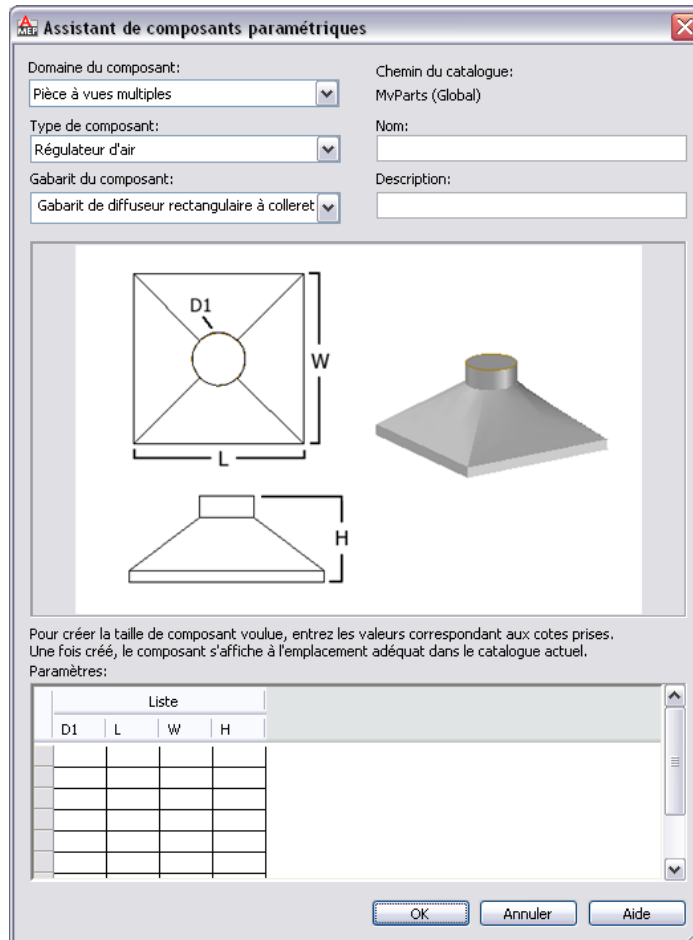 Assistant de composants paramétriques
Domaine du composant:
Pièce à vues multiples
Type de composant:
Régulateur d'air
Gabarit du composant:
Gabarit de diffuseur rectangulaire à colleret
Chemin du catalogue:
MvParts (Global)
Nom:
Description:
D1
W
L
H
Pour créer la taille de composant voulue, entrez les valeurs correspondant aux cotes prises.
Une fois créé, le composant s'affiche à l'emplacement adéquat dans le catalogue actuel.
Paramètres:
Liste
D1 L W H
OK Annuler Aide